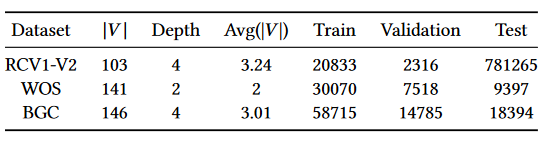 Dataset |V| Depth Avg(|V|) Train Validation Test
RCV1-V2 103 4 3.24 20833 2316 781265
WOS 141 2 2 30070 7518 9397
BGC 146 4 3.01 58715 14785 18394